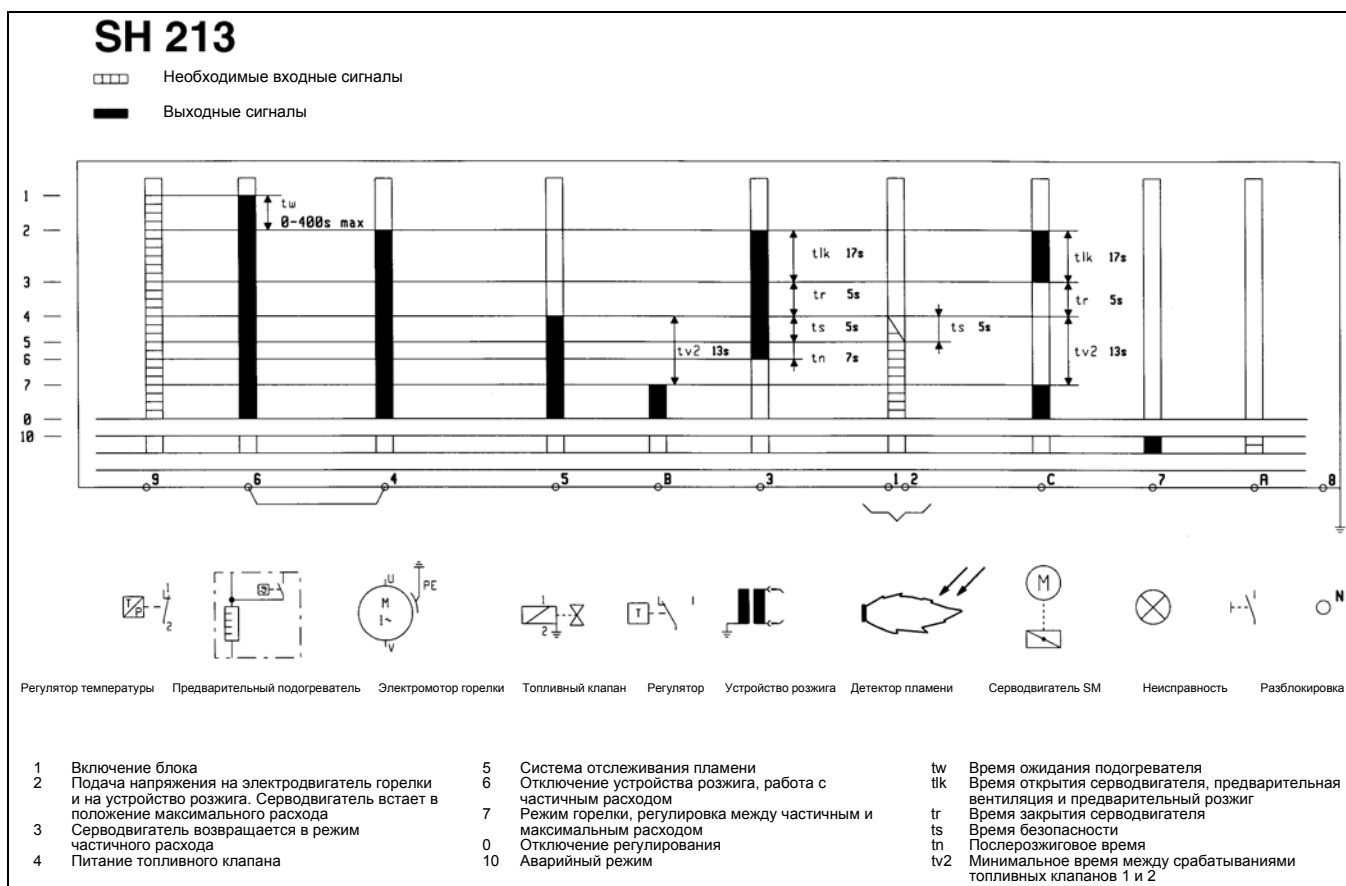 SH 213
Необходимые входные сигналы
Выходные сигналы
1
2
3
4
5
6
7
0
10
tw
0-400s max
tlk 17s
tr 5s
ts 5s
tn 7s
tv2 13s
ts 5s
tlk 17s
tr 5s
tv2 13s
9 6 4 5 B 3 1 2 C 7 A 8
T P 1 2
U PE
M 1~
V
1 2
T
M
N
Регулятор температуры Предварительный подогреватель Электромотор горелки Топливный клапан Регулятор Устройство розжига Детектор пламени Серводвигатель SM Неисправность Разблокировка
1 Включение блока
2 Подача напряжения на электродвигатель горелки
и на устройство розжига. Серводвигатель встает в
положение максимального расхода
3 Серводвигатель возвращается в режим
частичного расхода
4 Питание топливного клапана
5 Система отслеживания пламени
6 Отключение устройства розжига, работа с
частичным расходом
7 Режим горелки, регулировка между частичным и
максимальным расходом
0 Отключение регулирования
10 Аварийный режим
tw Время ожидания подогревателя
tlk Время открытия серводвигателя, предварительная
вентиляция и предварительный розжиг
tr Время закрытия серводвигателя
ts Время безопасности
tn Послерозжиговое время
tv2 Минимальное время между срабатываниями
топливных клапанов 1 и 2